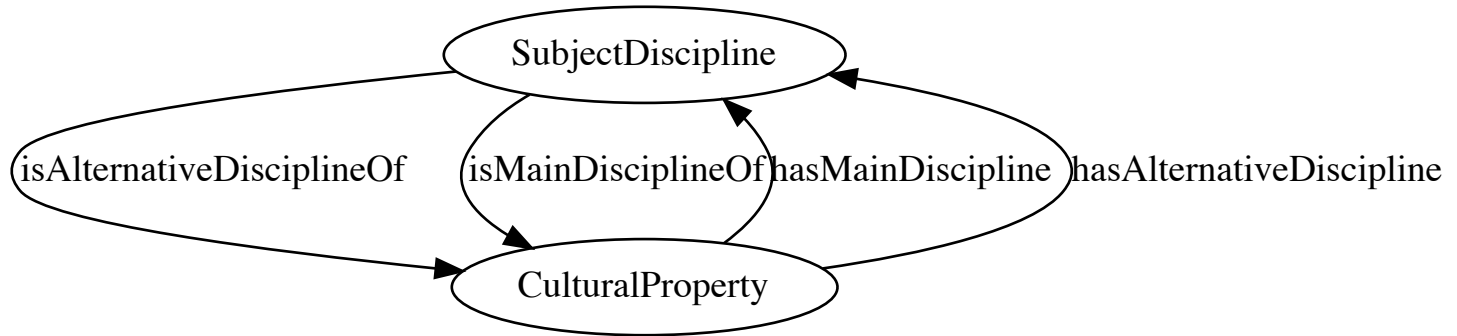 SubjectDiscipline
isAlternativeDisciplineOf
isMainDisciplineOf
hasMainDiscipline
hasAlternativeDiscipline
CulturalProperty